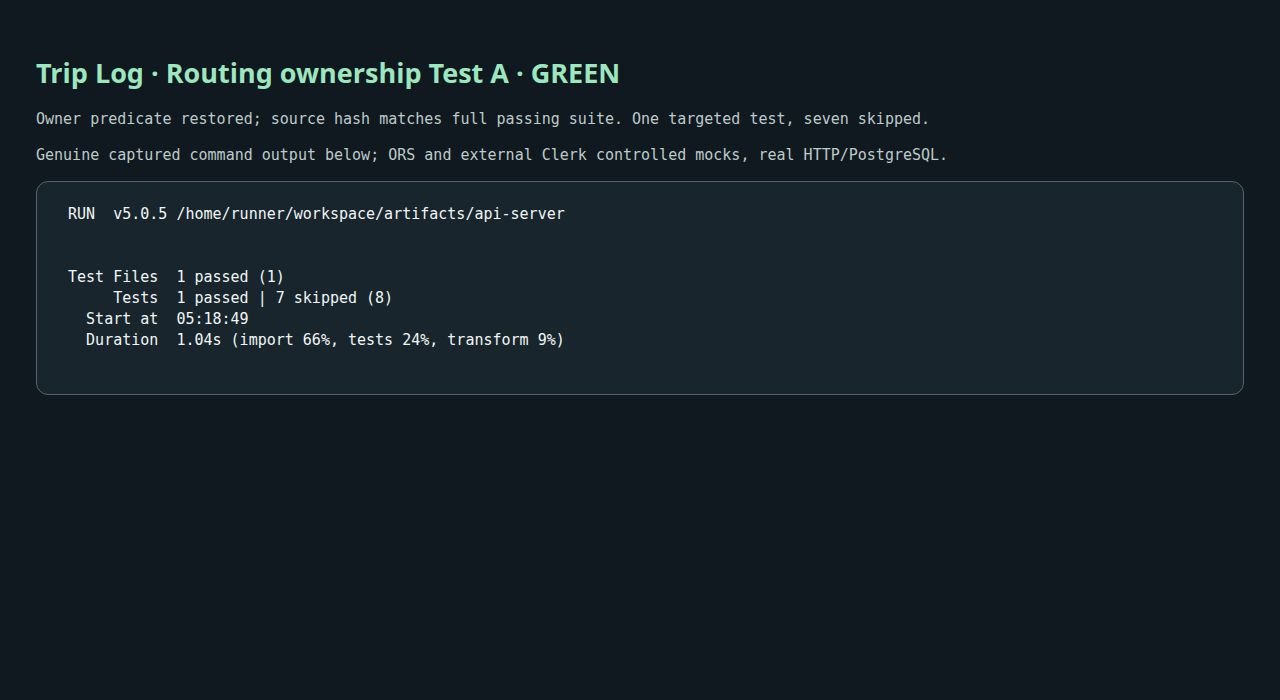 Trip Log · Routing ownership Test A · GREEN
Owner predicate restored; source hash matches full passing suite. One targeted test, seven skipped.
Genuine captured command output below; ORS and external Clerk controlled mocks, real HTTP/PostgreSQL.
RUN  v5.0.5 /home/runner/workspace/artifacts/api-server
Test Files  1 passed (1)
Tests  1 passed | 7 skipped (8)
Start at  05:18:49
Duration  1.04s (import 66%, tests 24%, transform 9%)